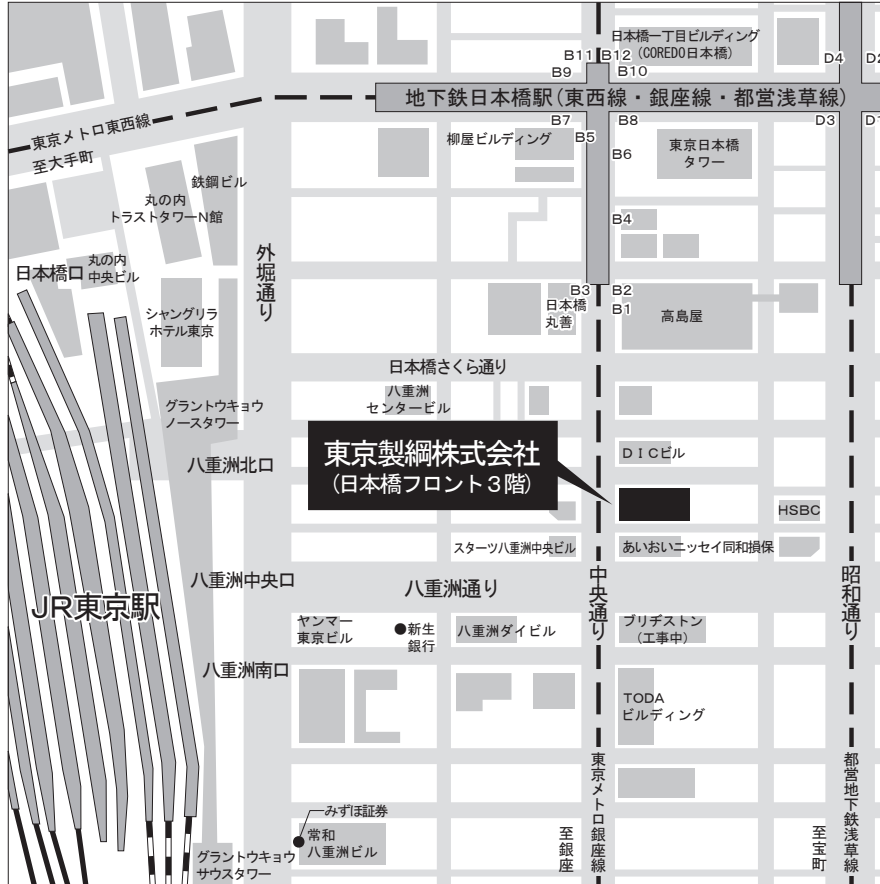 日本橋一丁目ビルディング
（COREDO日本橋）
B11
B12
B9
B10
D4
D2
地下鉄日本橋駅（東西線・銀座線・都営浅草線）
東京メトロ東西線
至大手町
B7
B5
B8
B6
B4
D3
D1
柳屋ビルディング
東京日本橋
タワー
鉄鋼ビル
丸の内
トラストタワーN館
日本橋口
丸の内
中央ビル
外堀通り
シャングリラ
ホテル東京
B3
B2
B1
日本橋
丸善
高島屋
日本橋さくら通り
八重洲
センタービル
グラントウキョウ
ノースタワー
八重洲北口
東京製綱株式会社
（日本橋フロント３階）
ＤＩＣビル
HSBC
スターツ八重洲中央ビル
あいおいニッセイ同和損保
八重洲中央口
八重洲通り
中央通り
昭和通り
JR東京駅
ヤンマー
東京ビル
●新生
銀行
八重洲ダイビル
ブリヂストン
（工事中）
八重洲南口
TODA
ビルディング
みずほ証券
常和
八重洲ビル
グラントウキョウ
サウスタワー
至銀座
東京メトロ銀座線
至宝町
都営地下鉄浅草線